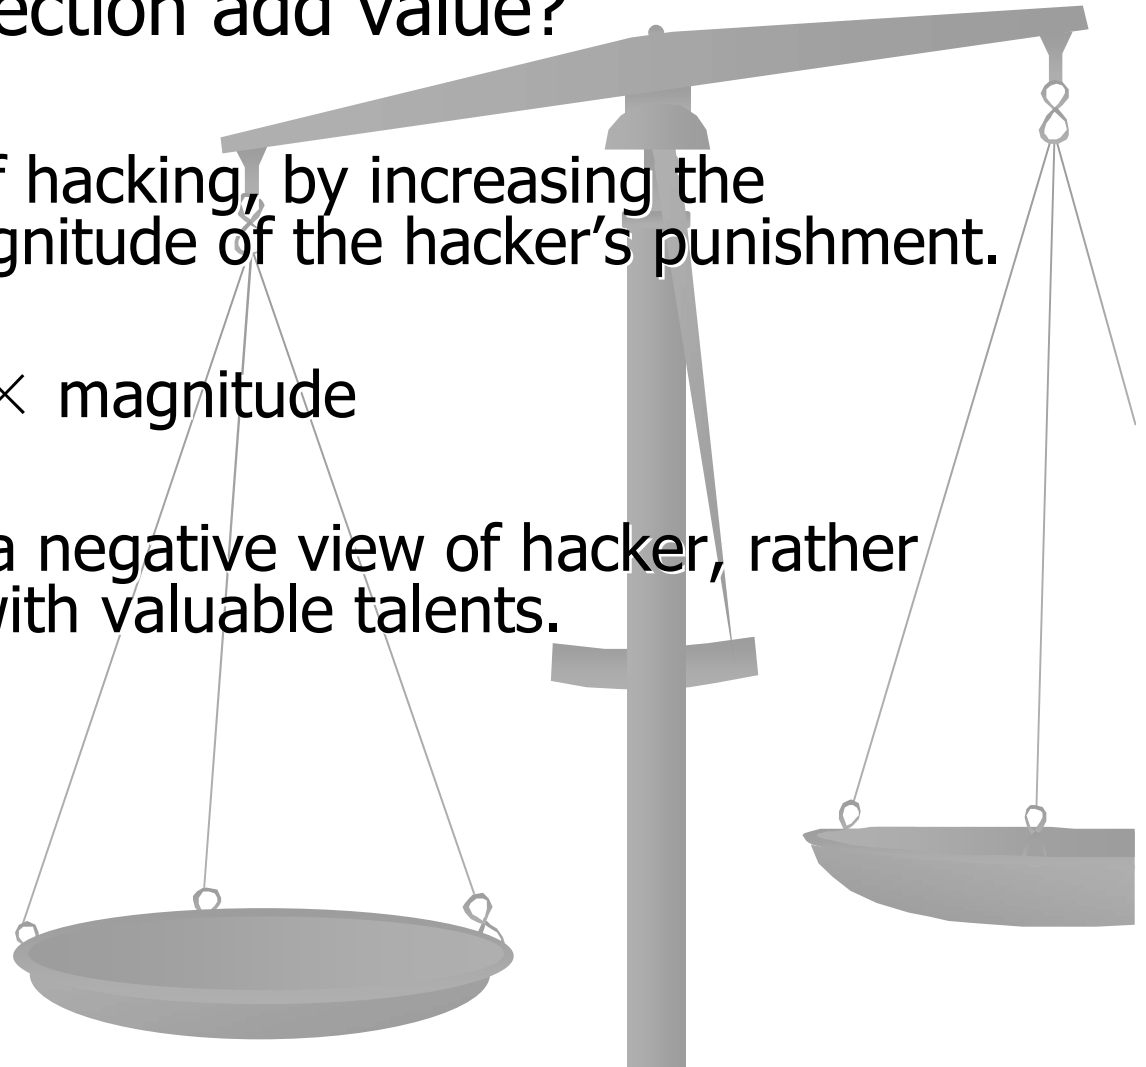 ection add value?
f hacking, by increasing the
gnitude of the hacker’s punishment.
× magnitude
a negative view of hacker, rather
with valuable talents.